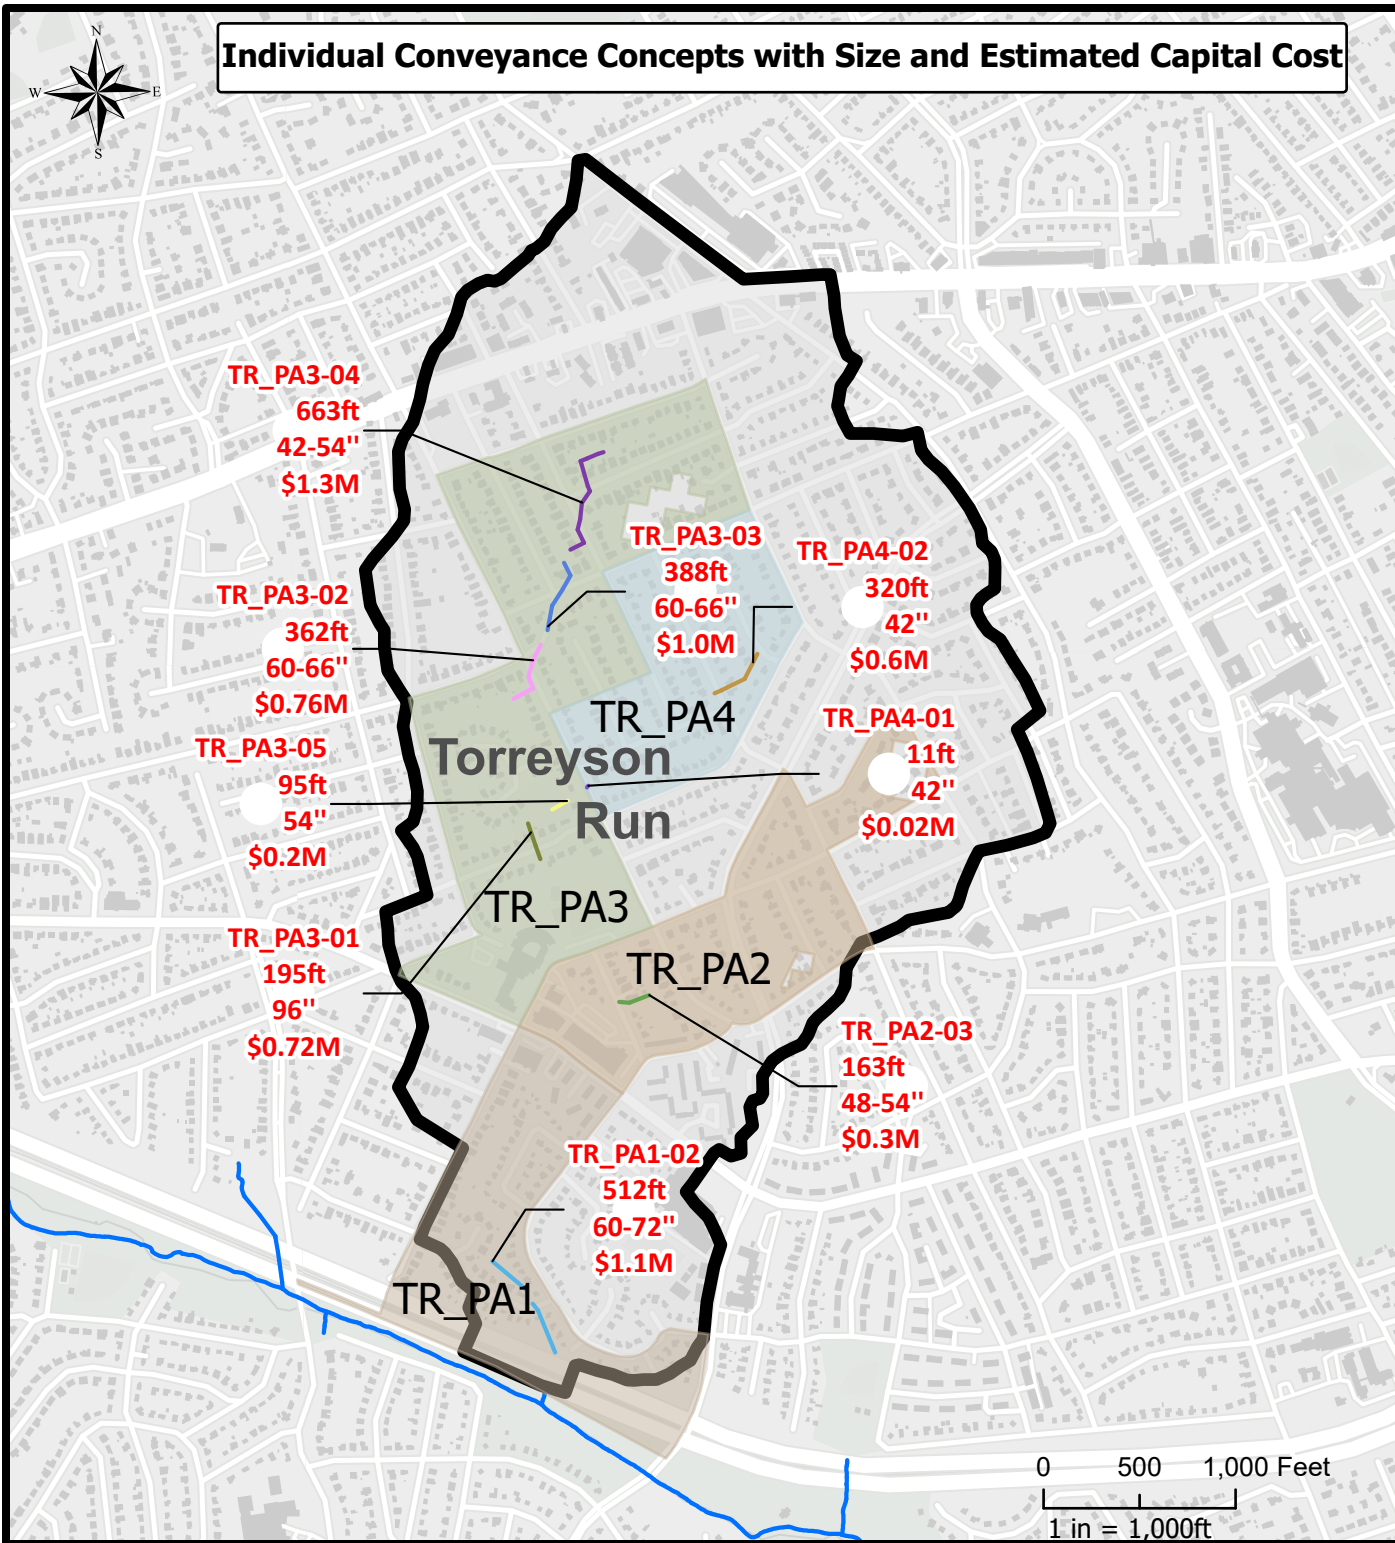 Individual Conveyance Concepts with Size and Estimated Capital Cost
N
W
E
S
TR_PA3-04
663ft
42-54''
$1.3M
TR_PA3-03
388ft
60-66''
$1.0M
TR_PA4-02
320ft
42''
$0.6M
TR_PA3-02
362ft
60-66''
$0.76M
TR_PA4
TR_PA4-01
11ft
42''
$0.02M
Torreyson
Run
TR_PA3-05
95ft
54''
$0.2M
TR_PA3
TR_PA3-01
195ft
96''
$0.72M
TR_PA2
TR_PA2-03
163ft
48-54''
$0.3M
TR_PA1-02
512ft
60-72''
$1.1M
TR_PA1
0 500 1,000 Feet
1 in = 1,000ft